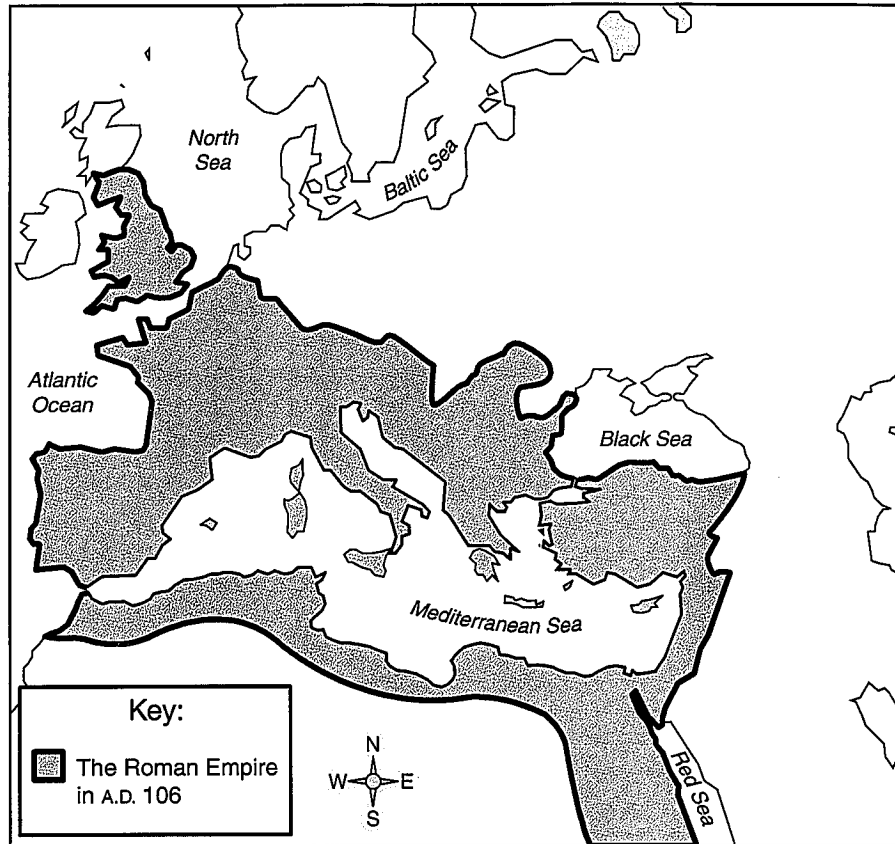 North
Sea
Baltic Sea
Atlantic
Ocean
Black Sea
Mediterranean Sea
Red Sea
Key:
The Roman Empire
in A.D. 106
N
W E
S